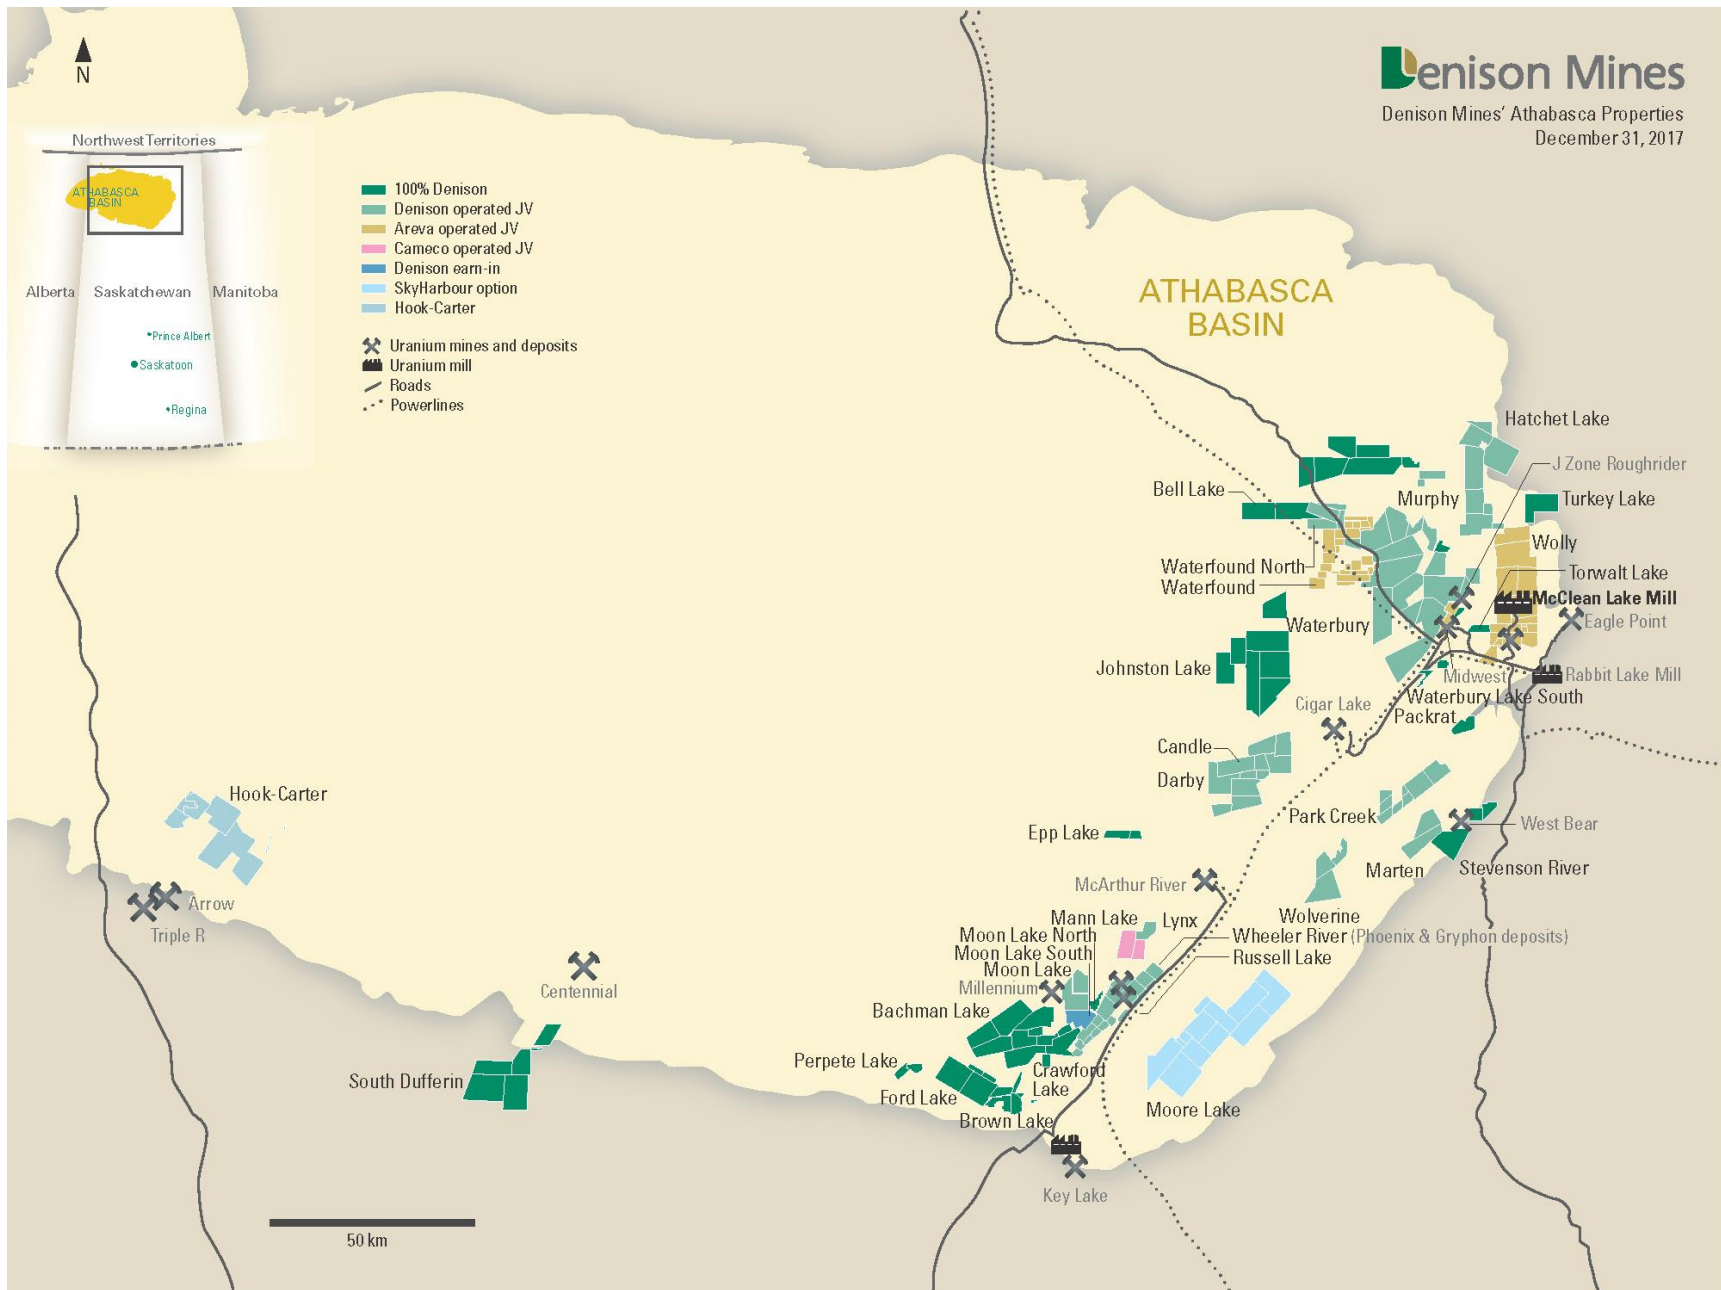 N
Denison Mines
Denison Mines' Athabasca Properties
December 31, 2017
Northwest Territories
ATHABASCA
BASIN
Alberta
Saskatchewan
Manitoba
Prince Albert
Saskatoon
Regina
100% Denison
Denison operated JV
Areva operated JV
Cameco operated JV
Denison earn-in
SkyHarbour option
Hook-Carter
Uranium mines and deposits
Uranium mill
Roads
Powerlines
ATHABASCA
BASIN
Hatchet Lake
J Zone Roughrider
Bell Lake
Murphy
Turkey Lake
Wolly
Waterfound North
Torwalt Lake
Waterfound
McClean Lake Mill
Eagle Point
Waterbury
Johnston Lake
Midwest
Rabbit Lake Mill
Waterbury Lake South
Cigar Lake
Packrat
Candle
Darby
Hook-Carter
Park Creek
West Bear
Epp Lake
Marten
Stevenson River
McArthur River
Arrow
Triple R
Wolverine
Mann Lake
Lynx
Moon Lake North
Wheeler River (Phoenix & Gryphon deposits)
Moon Lake South
Russell Lake
Moon Lake
Millennium
Centennial
Bachman Lake
Perpete Lake
Crawford
Lake
South Dufferin
Ford Lake
Moore Lake
Brown Lake
Key Lake
50 km